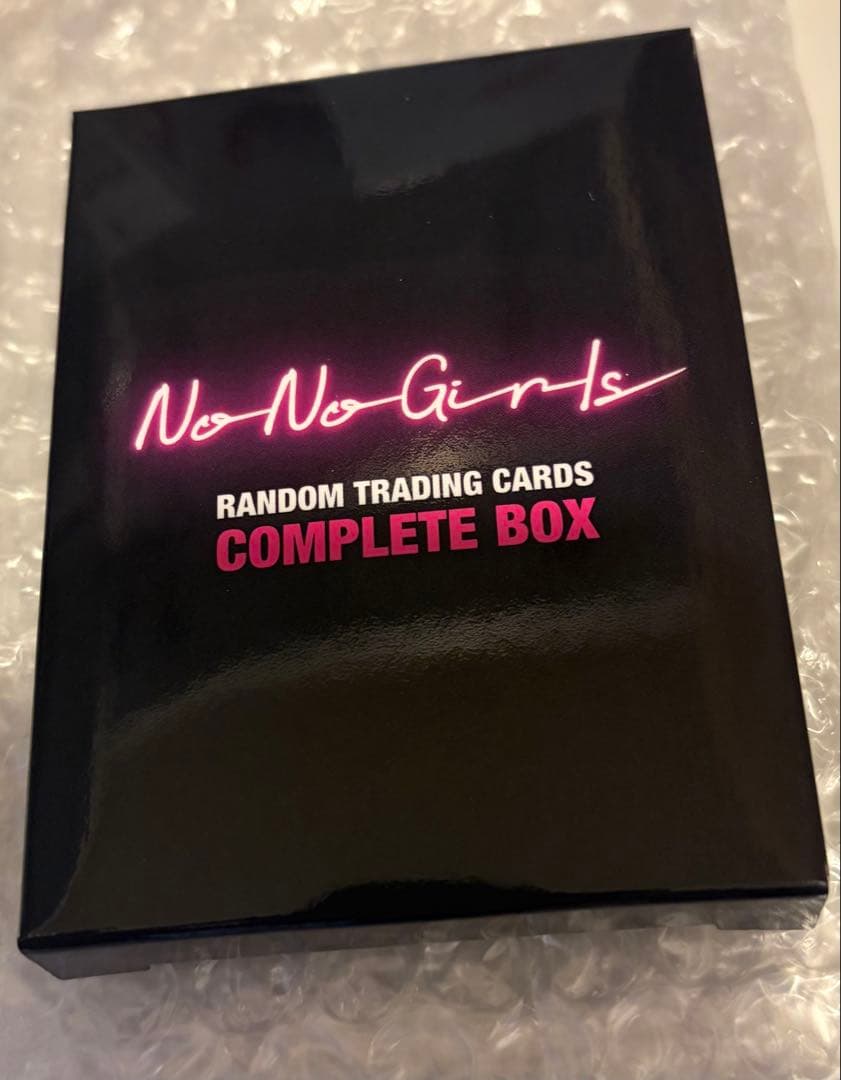 No No Girls
RANDOM TRADING CARDS
COMPLETE BOX